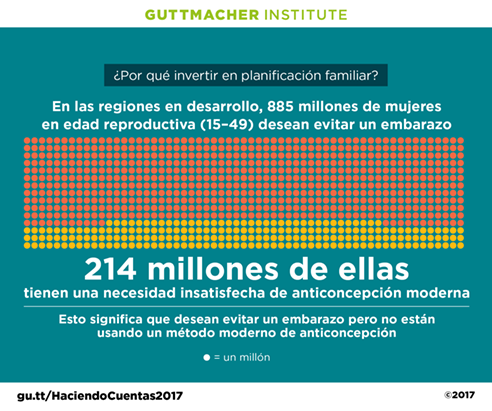 GUTTMACHER INSTITUTE
¿Por qué invertir en planificación familiar?
En las regiones en desarrollo, 885 millones de mujeres
en edad reproductiva (15–49) desean evitar un embarazo
214 millones de ellas
tienen una necesidad insatisfecha de anticoncepción moderna
Esto significa que desean evitar un embarazo pero no están
usando un método moderno de anticoncepción
= un millón
gu.tt/HaciendoCuentas2017
©2017